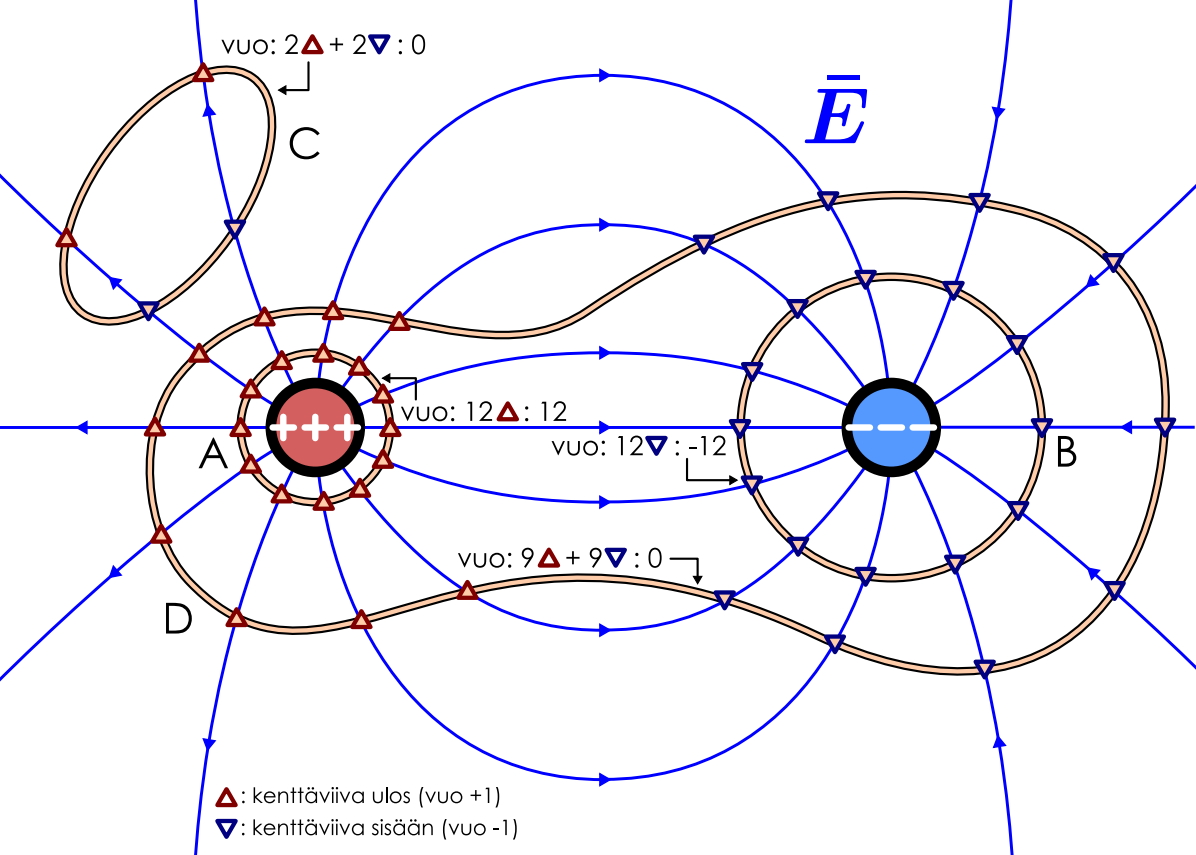 vuo: 2△ + 2▽ : 0
Ē
C
vuo: 12△ : 12
A
+++
vuo: 12▽ : -12
−−−
B
vuo: 9△ + 9▽ : 0
D
△: kenttäviiva ulos (vuo +1)
▽: kenttäviiva sisään (vuo -1)